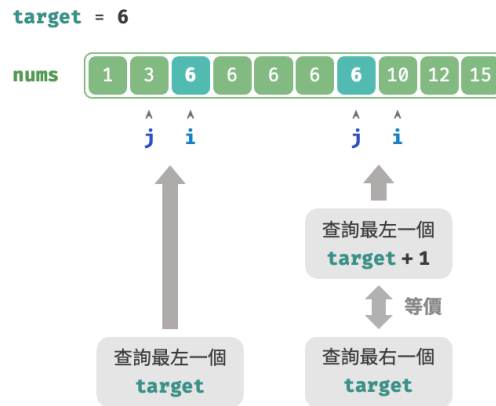 target = 6
nums 1 3 6 6 6 6 6 10 12 15
j i j i
查詢最左一個
target + 1
等價
查詢最左一個
target
查詢最右一個
target